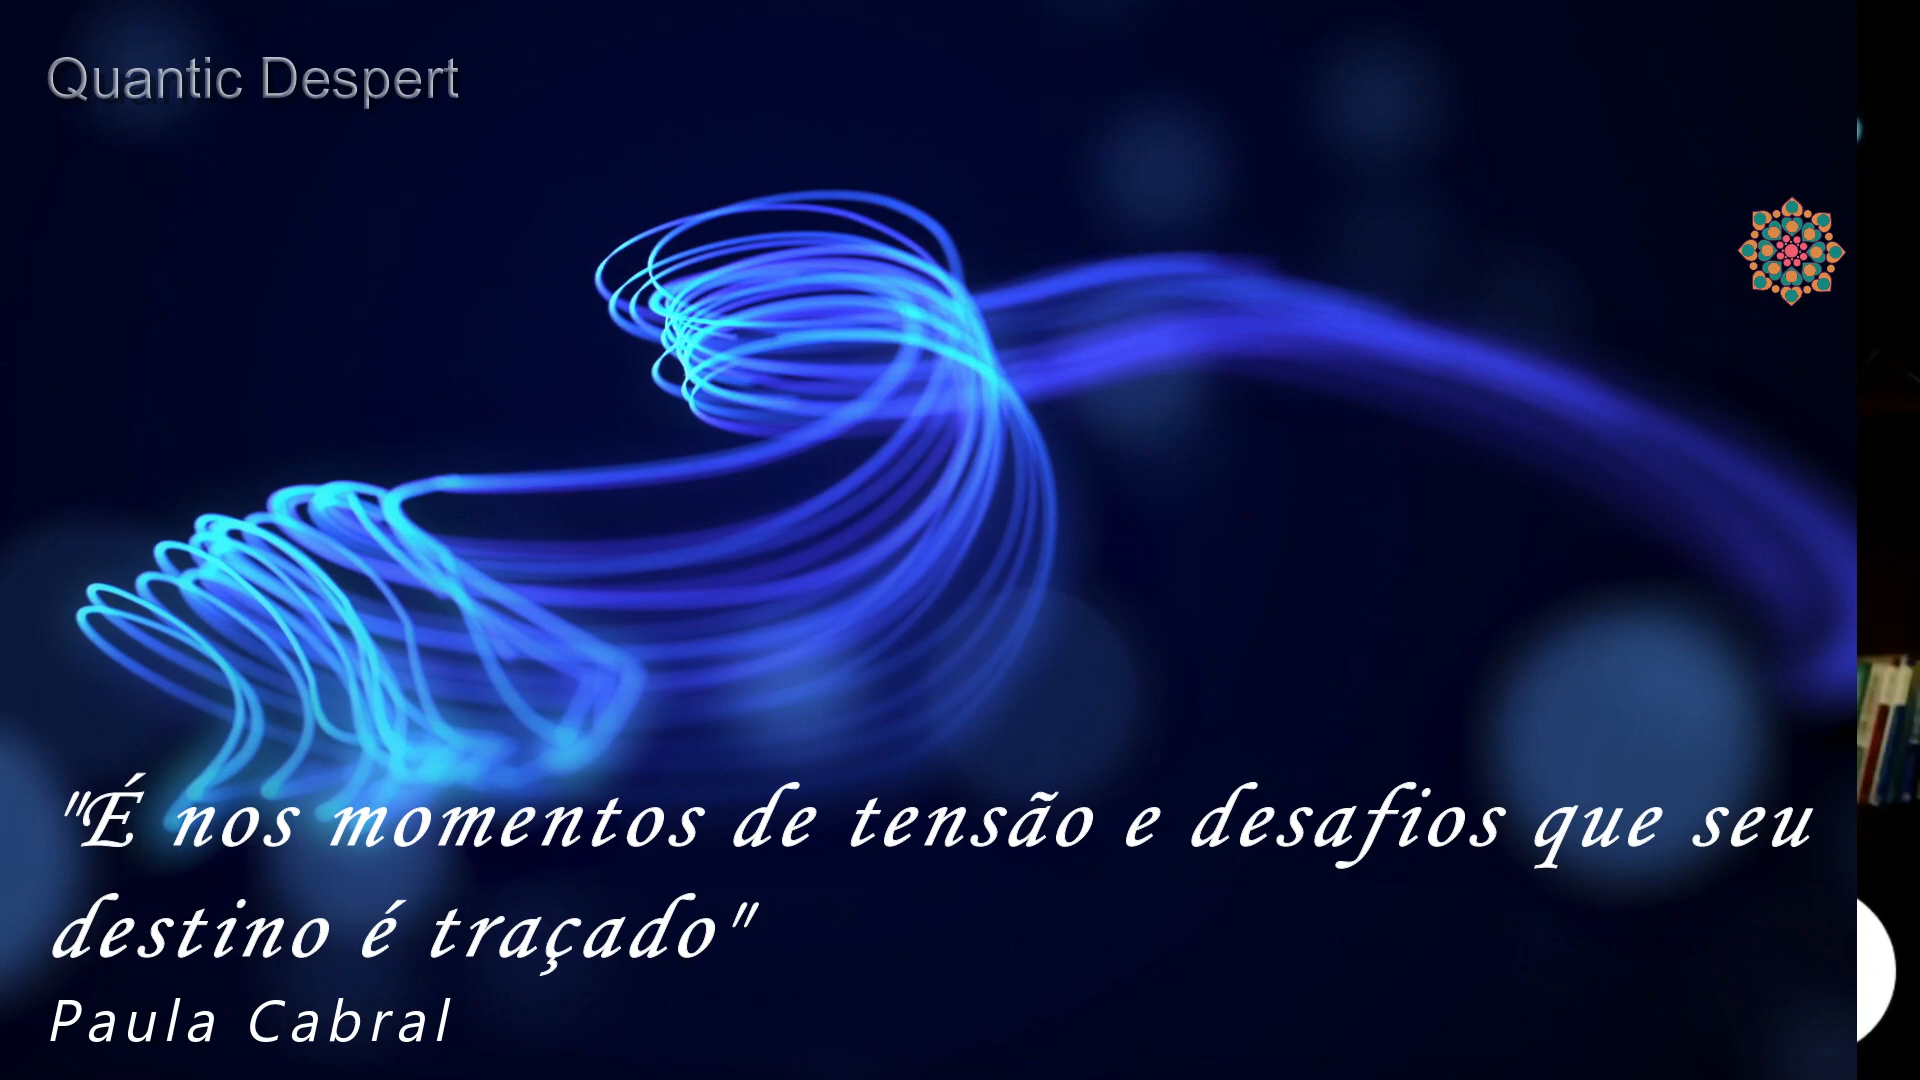 Quantic Despert
"É nos momentos de tensão e desafios que seu
destino é traçado"
Paula Cabral